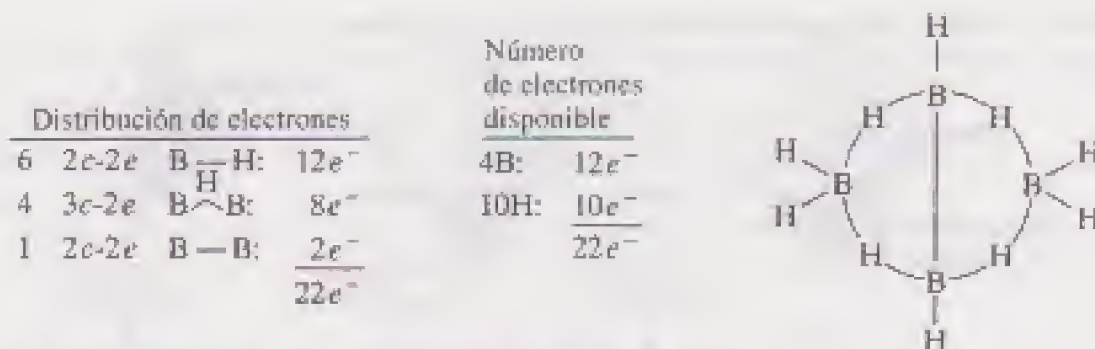 Distribución de electrones
6 2c-2e B—H: 12e⁻
H
4 3c-2e B B: 8e⁻
1 2c-2e B—B: 2e⁻
22e⁻
Número
de electrones
disponible
4B: 12e⁻
10H: 10e⁻
22e⁻
H
B
H H
H H
B B
H H
H H
B
H